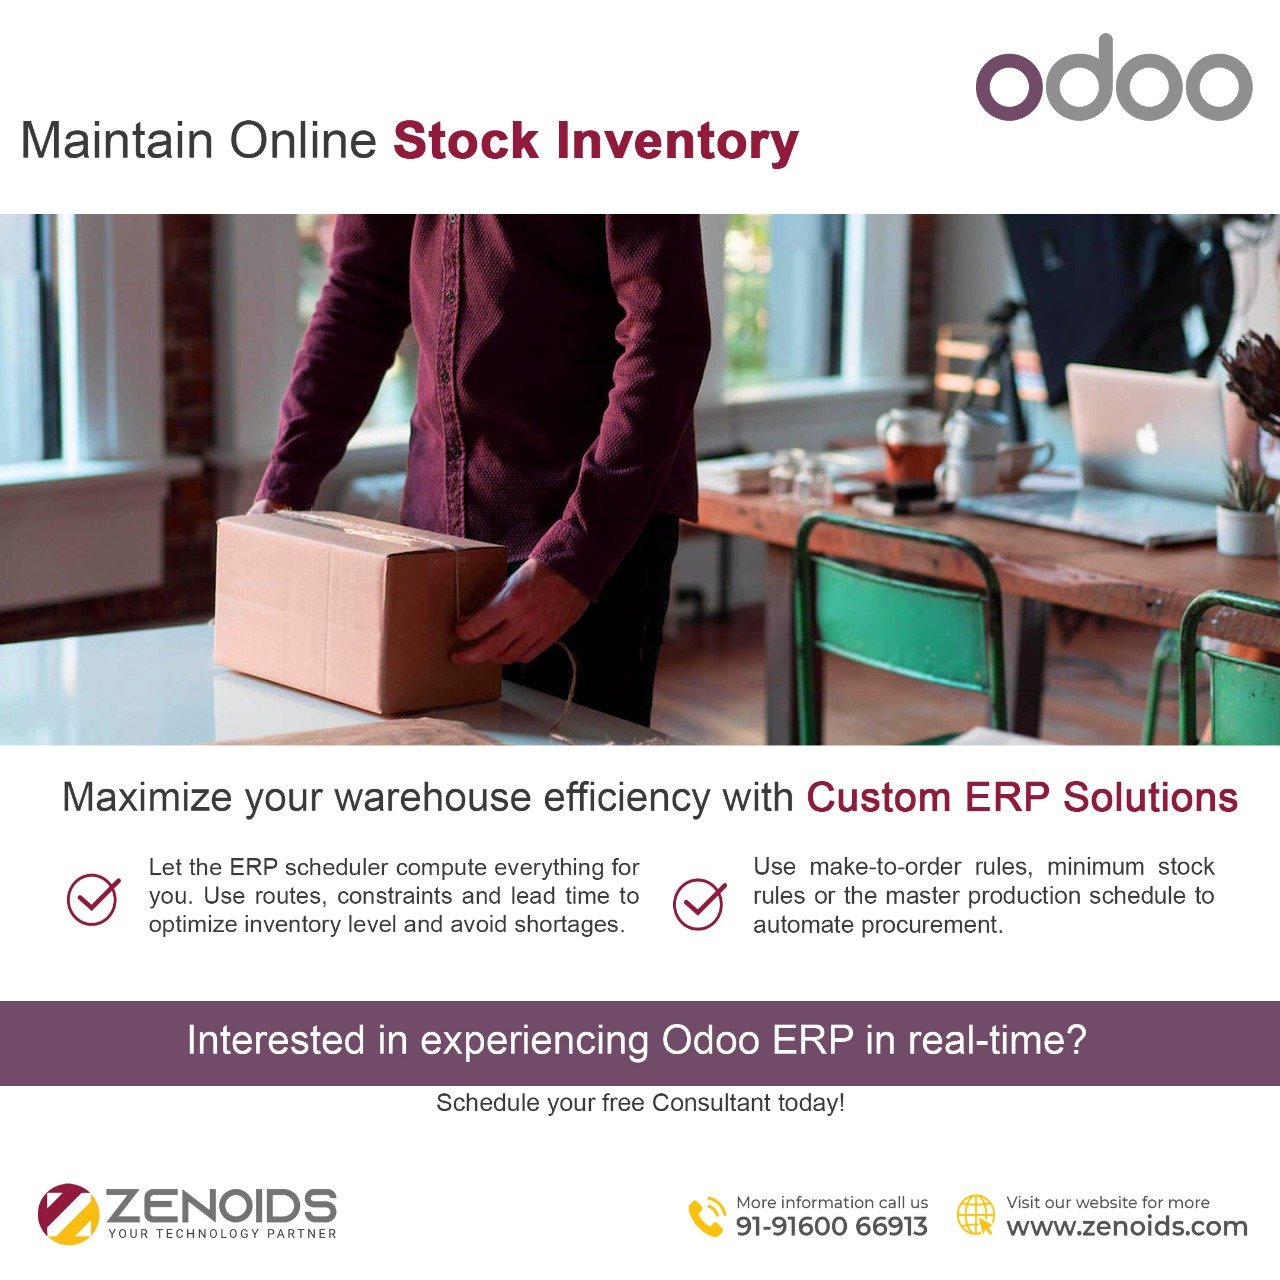 odoo
Maintain Online Stock Inventory
Maximize your warehouse efficiency with Custom ERP Solutions
Let the ERP scheduler compute everything for
you. Use routes, constraints and lead time to
optimize inventory level and avoid shortages.
Use make-to-order rules, minimum stock
rules or the master production schedule to
automate procurement.
Interested in experiencing Odoo ERP in real-time?
Schedule your free Consultant today!
ZENOIDS
YOUR TECHNOLOGY PARTNER
More information call us
91-91600 66913
Visit our website for more
www.zenoids.com